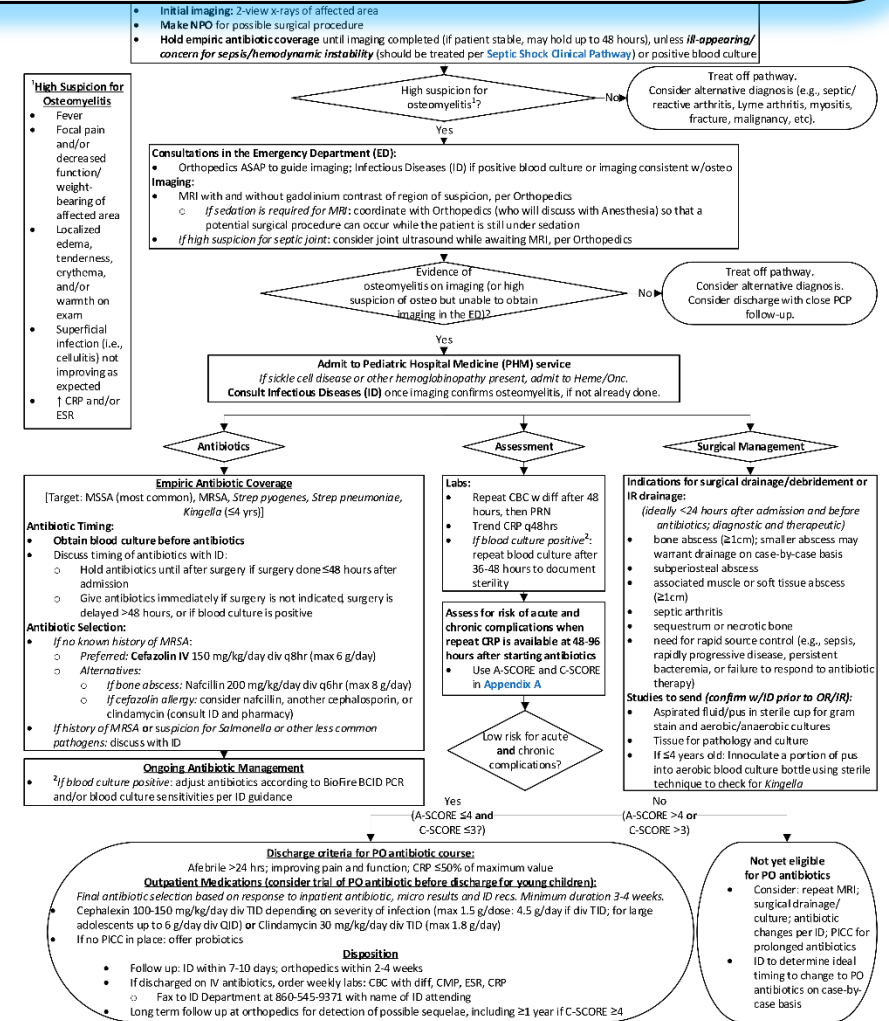 • Initial imaging: 2-view x-rays of affected area
• Make NPO for possible surgical procedure
• Hold empiric antibiotic coverage until imaging completed (if patient stable, may hold up to 48 hours), unless ill-appearing/
concern for sepsis/hemodynamic instability (should be treated per Septic Shock Clinical Pathway) or positive blood culture
¹High Suspicion for
Osteomyelitis
• Fever
• Focal pain
and/or
decreased
function/
weight-
bearing of
affected area
• Localized
edema,
tenderness,
erythema,
and/or
warmth on
exam
• Superficial
infection (i.e.,
cellulitis) not
improving as
expected
• ↑ CRP and/or
ESR
High suspicion for
osteomyelitis¹?
No
Treat off pathway.
Consider alternative diagnosis (e.g., septic/
reactive arthritis, Lyme arthritis, myositis,
fracture, malignancy, etc).
Yes
Consultations in the Emergency Department (ED):
• Orthopedics ASAP to guide imaging; Infectious Diseases (ID) if positive blood culture or imaging consistent w/osteo
Imaging:
• MRI with and without gadolinium contrast of region of suspicion, per Orthopedics
o If sedation is required for MRI: coordinate with Orthopedics (who will discuss with Anesthesia) so that a
potential surgical procedure can occur while the patient is still under sedation
• If high suspicion for septic joint: consider joint ultrasound while awaiting MRI, per Orthopedics
Evidence of
osteomyelitis on imaging (or high
suspicion of osteo but unable to obtain
imaging in the ED)?
No
Treat off pathway.
Consider alternative diagnosis.
Consider discharge with close PCP
follow-up.
Yes
Admit to Pediatric Hospital Medicine (PHM) service
If sickle cell disease or other hemoglobinopathy present, admit to Heme/Onc.
Consult Infectious Diseases (ID) once imaging confirms osteomyelitis, if not already done.
Antibiotics
Empiric Antibiotic Coverage
[Target: MSSA (most common), MRSA, Strep pyogenes, Strep pneumoniae,
Kingella (≤4 yrs)]
Antibiotic Timing:
• Obtain blood culture before antibiotics
• Discuss timing of antibiotics with ID:
o Hold antibiotics until after surgery if surgery done ≤48 hours after
admission
o Give antibiotics immediately if surgery is not indicated, surgery is
delayed >48 hours, or if blood culture is positive
Antibiotic Selection:
• If no known history of MRSA:
o Preferred: Cefazolin IV 150 mg/kg/day div q8hr (max 6 g/day)
o Alternatives:
o If bone abscess: Nafcillin 200 mg/kg/day div q6hr (max 8 g/day)
o If cefazolin allergy: consider nafcillin, another cephalosporin, or
clindamycin (consult ID and pharmacy)
• If history of MRSA or suspicion for Salmonella or other less common
pathogens: discuss with ID
Ongoing Antibiotic Management
• ²If blood culture positive: adjust antibiotics according to BioFire BCID PCR
and/or blood culture sensitivities per ID guidance
Assessment
Labs:
• Repeat CBC w diff after 48
hours, then PRN
• Trend CRP q48hrs
• If blood culture positive²:
repeat blood culture after
36-48 hours to document
sterility
Assess for risk of acute and
chronic complications when
repeat CRP is available at 48-96
hours after starting antibiotics
• Use A-SCORE and C-SCORE
in Appendix A
Low risk for acute
and chronic
complications?
Surgical Management
Indications for surgical drainage/debridement or
IR drainage:
(ideally <24 hours after admission and before
antibiotics; diagnostic and therapeutic)
• bone abscess (≥1cm); smaller abscess may
warrant drainage on case-by-case basis
• subperiosteal abscess
• associated muscle or soft tissue abscess
(≥1cm)
• septic arthritis
• sequestrum or necrotic bone
• need for rapid source control (e.g., sepsis,
rapidly progressive disease, persistent
bacteremia, or failure to respond to antibiotic
therapy)
Studies to send (confirm w/ID prior to OR/IR):
• Aspirated fluid/pus in sterile cup for gram
stain and aerobic/anaerobic cultures
• Tissue for pathology and culture
• If ≤4 years old: Innoculate a portion of pus
into aerobic blood culture bottle using sterile
technique to check for Kingella
Yes
(A-SCORE ≤4 and
C-SCORE ≤3?)
No
(A-SCORE >4 or
C-SCORE >3)
Discharge criteria for PO antibiotic course:
Afebrile >24 hrs; improving pain and function; CRP ≤50% of maximum value
Outpatient Medications (consider trial of PO antibiotic before discharge for young children):
Final antibiotic selection based on response to inpatient antibiotic, micro results and ID recs. Minimum duration 3-4 weeks.
• Cephalexin 100-150 mg/kg/day div TID depending on severity of infection (max 1.5 g/dose: 4.5 g/day if div TID; for large
adolescents up to 6 g/day div QID) or Clindamycin 30 mg/kg/day div TID (max 1.8 g/day)
• If no PICC in place: offer probiotics
Disposition
• Follow up: ID within 7-10 days; orthopedics within 2-4 weeks
• If discharged on IV antibiotics, order weekly labs: CBC with diff, CMP, ESR, CRP
o Fax to ID Department at 860-545-9371 with name of ID attending
• Long term follow up at orthopedics for detection of possible sequelae, including ≥1 year if C-SCORE ≥4
Not yet eligible
for PO antibiotics
• Consider: repeat MRI;
surgical drainage/
culture; antibiotic
changes per ID; PICC for
prolonged antibiotics
• ID to determine ideal
timing to change to PO
antibiotics on case-by-
case basis